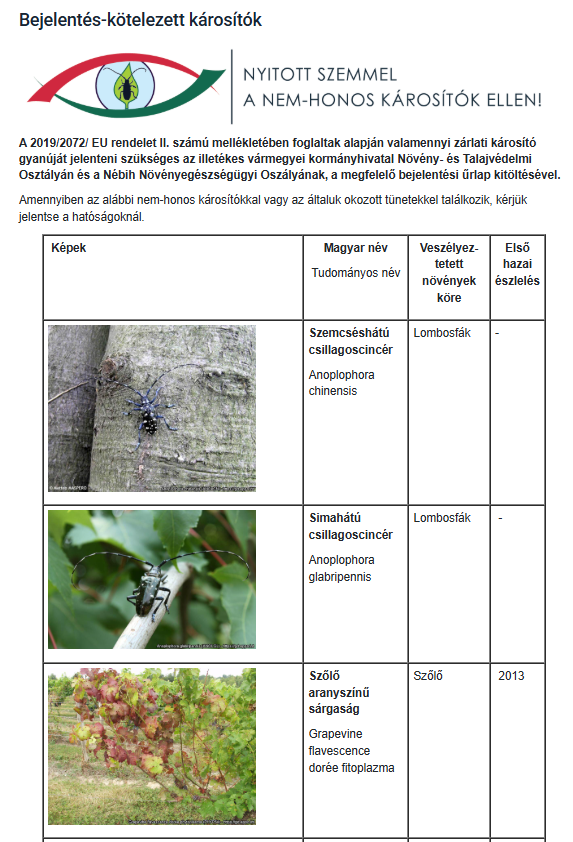 Bejelentés-kötelezett károsítók
NYITOTT SZEMMEL
A NEM-HONOS KÁROSÍTÓK ELLEN!
A 2019/2072/ EU rendelet II. számú mellékletében foglaltak alapján valamennyi zárlati károsító
gyanúját jelenteni szükséges az illetékes vármegyei kormányhivatal Növény- és Talajvédelmi
Osztályán és a Nébih Növényegészségügyi Oszályának, a megfelelő bejelentési űrlap kitöltésével.
Amennyiben az alábbi nem-honos károsítókkal vagy az általuk okozott tünetekkel találkozik, kérjük
jelentse a hatóságoknál.
Képek
Magyar név
Tudományos név
Veszélyez-
tetett
növények
köre
Első
hazai
észlelés
Szemcséshátú
csillagoscincér
Anoplophora
chinensis
Lombosfák
-
Simahátú
csillagoscincér
Anoplophora
glabripennis
Lombosfák
-
Szőlő
aranyszínű
sárgaság
Grapevine
flavescence
dorée fitoplazma
Szőlő
2013